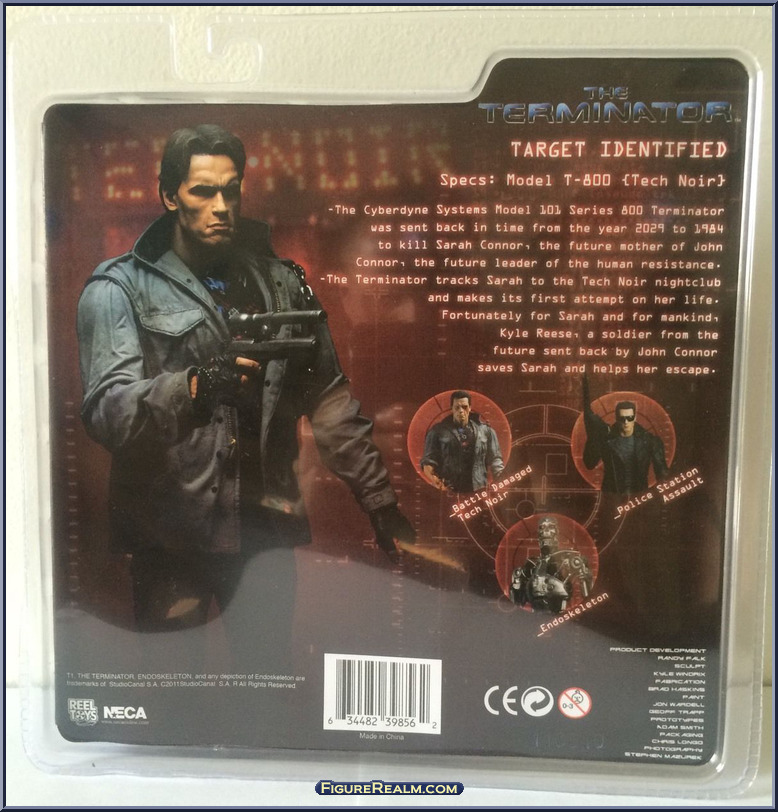 TECH NOIR
THE
TERMINATOR
TARGET IDENTIFIED
Specs: Model T-800 {Tech Noir}
-The Cyberdyne Systems Model 101 Series 800 Terminator
was sent back in time from the year 2029 to 1984
to kill Sarah Connor, the future mother of John
Connor, the future leader of the human resistance.
-The Terminator tracks Sarah to the Tech Noir nightclub
and makes its first attempt on her life.
Fortunately for Sarah and for mankind,
Kyle Reese, a soldier from the
future sent back by John Connor
saves Sarah and helps her escape.
_Battle Damaged
Tech Noir
_Police Station
Assault
_Endoskeleton
PRODUCT DEVELOPMENT
RANDY FALK
SCULPT
KYLE WINDRIX
FABRICATION
BRAD HASKINS
PAINT
JON WARDELL
GEOFF TRAPP
PROTOTYPES
ADAM SMITH
PACKAGING
CHRIS LONGO
PHOTOGRAPHY
STEPHEN MAZUREK
T1, THE TERMINATOR, ENDOSKELETON, and any depiction of Endoskeleton are
trademarks of StudioCanal S.A. ©2011StudioCanal S.A. ® All Rights Reserved.
REEL
TOYS
NECA
6 34482 39856 2
Made in China
CE
0-3
FIGUREREALM.COM